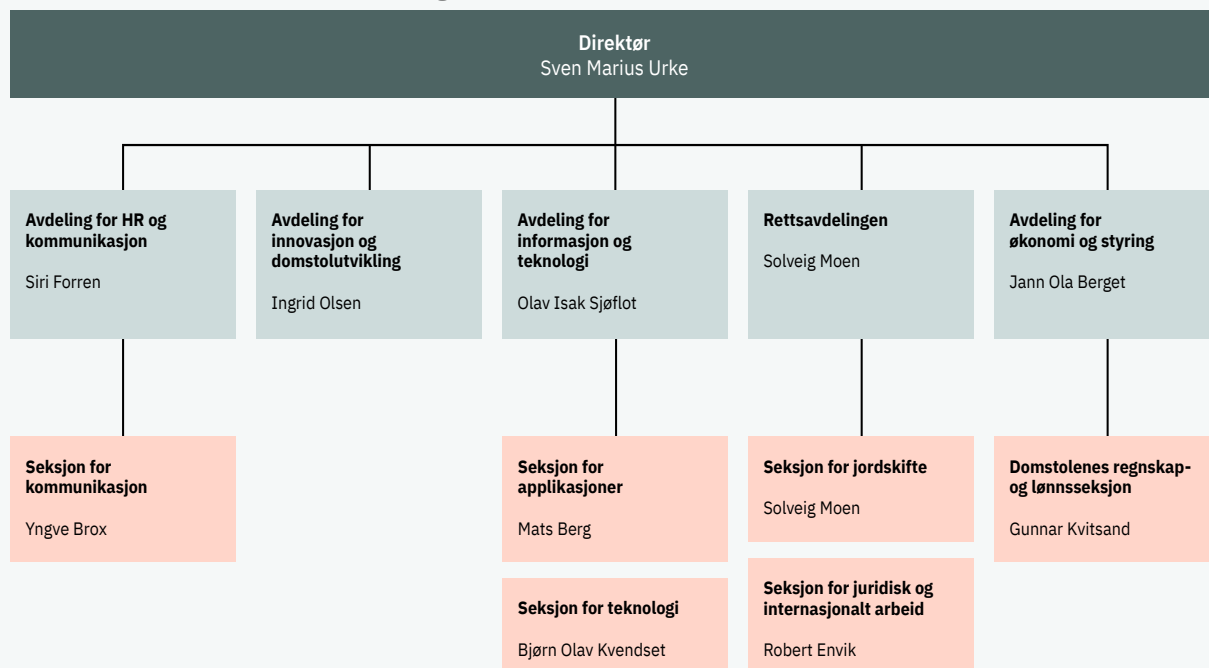 Direktør
Sven Marius Urke
Avdeling for HR og
kommunikasjon
Siri Forren
Avdeling for
innovasjon og
domstolutvikling
Ingrid Olsen
Avdeling for
informasjon og
teknologi
Olav Isak Sjøflot
Rettsavdelingen
Solveig Moen
Avdeling for
økonomi og styring
Jann Ola Berget
Seksjon for
kommunikasjon
Yngve Brox
Seksjon for
applikasjoner
Mats Berg
Seksjon for teknologi
Bjørn Olav Kvendset
Seksjon for jordskifte
Solveig Moen
Seksjon for juridisk og
internasjonalt arbeid
Robert Envik
Domstolenes regnskap-
og lønnsseksjon
Gunnar Kvitsand